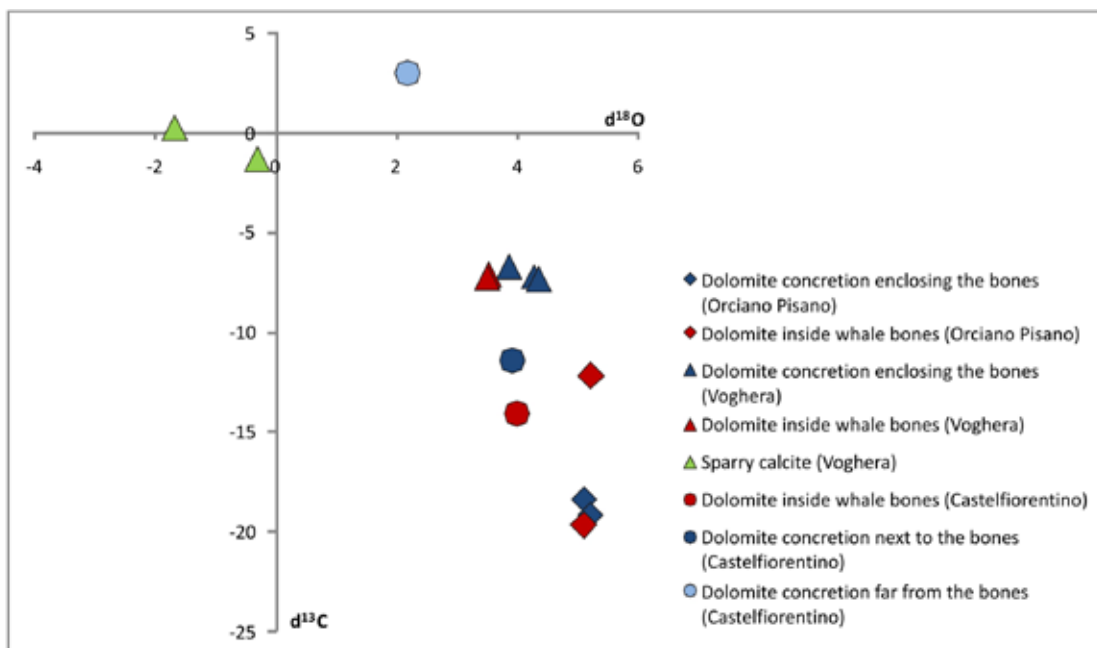 5
d¹⁸O
0
-4
-2
0
2
4
6
-5
-10
-15
-20
-25
d¹³C
Dolomite concretion enclosing the bones
(Orciano Pisano)
Dolomite inside whale bones (Orciano Pisano)
Dolomite concretion enclosing the bones
(Voghera)
Dolomite inside whale bones (Voghera)
Sparry calcite (Voghera)
Dolomite inside whale bones (Castelfiorentino)
Dolomite concretion next to the bones
(Castelfiorentino)
Dolomite concretion far from the bones
(Castelfiorentino)